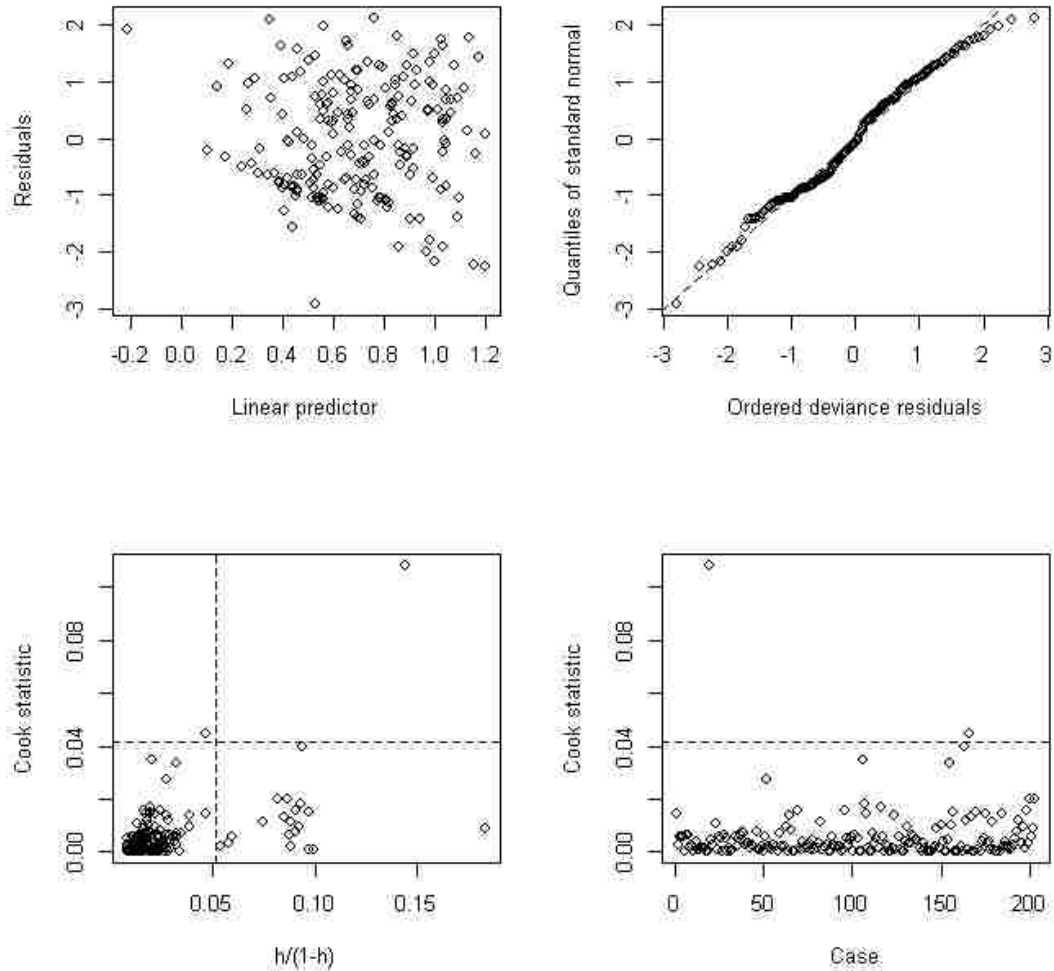 Residuals
2
1
0
-1
-2
-3
-0.2 0.0 0.2 0.4 0.6 0.8 1.0 1.2
Linear predictor
Quantiles of standard normal
2
1
0
-1
-2
-3
-3 -2 -1 0 1 2 3
Ordered deviance residuals
Cook statistic
0.08
0.04
0.00
0.05 0.10 0.15
h/(1-h)
Cook statistic
0.08
0.04
0.00
0 50 100 150 200
Case